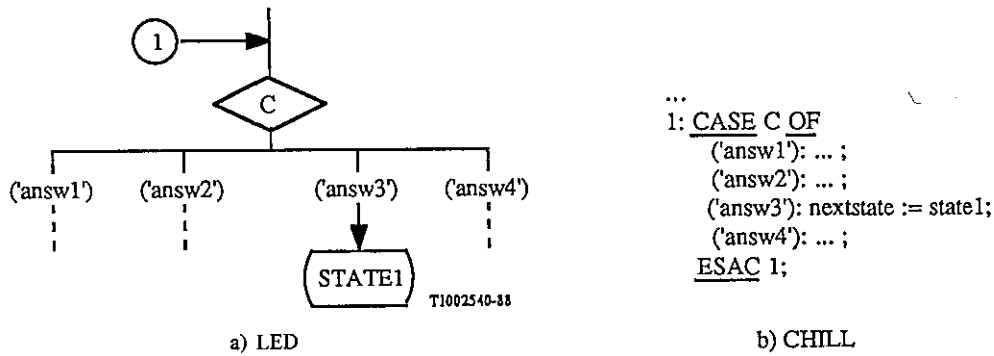 1
C
('answ1') ('answ2') ('answ3') ('answ4')
STATE1
T1002540-88
a) LED
...
1: CASE C OF
('answ1'): ... ;
('answ2'): ... ;
('answ3'): nextstate := state1;
('answ4'): ... ;
ESAC 1;
b) CHILL